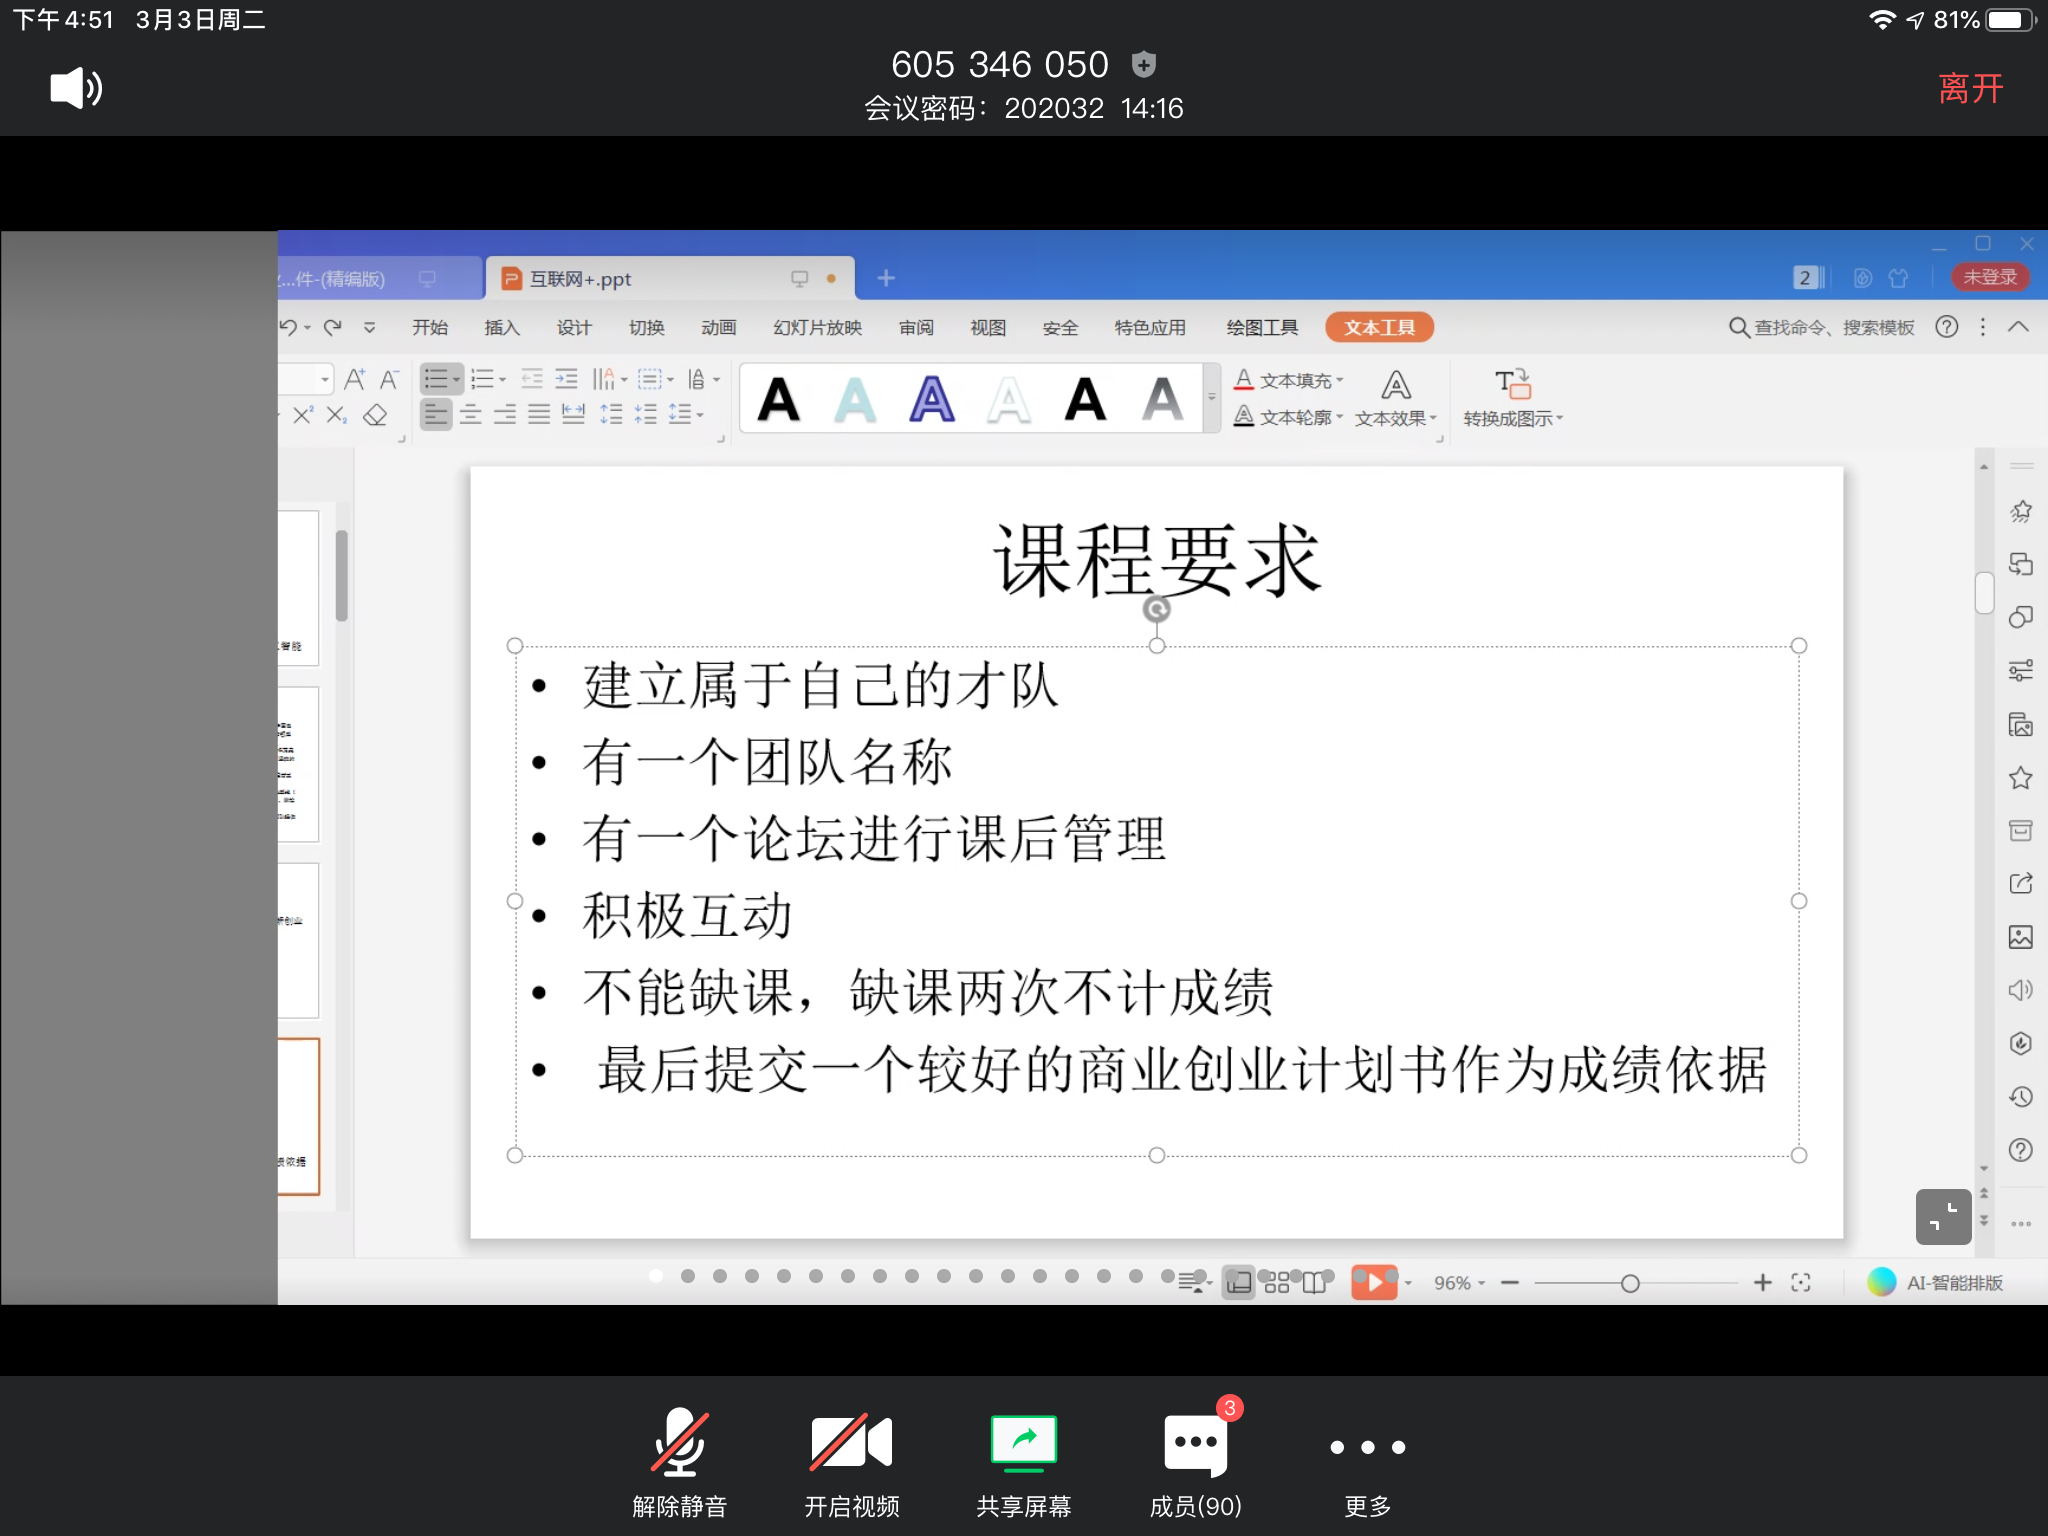 下午4:51 3月3日周二
81%
605 346 050
会议密码：202032 14:16
离开
...件-(精编版)
互联网+.ppt
2
未登录
开始 插入 设计 切换 动画 幻灯片放映 审阅 视图 安全 特色应用 绘图工具 文本工具
查找命令、搜索模板
A A A A A A
文本填充
文本轮廓
文本效果
转换成图示
智能
创业
依据
课程要求
• 建立属于自己的才队
• 有一个团队名称
• 有一个论坛进行课后管理
• 积极互动
• 不能缺课，缺课两次不计成绩
• 最后提交一个较好的商业创业计划书作为成绩依据
96%
AI-智能排版
3
解除静音 开启视频 共享屏幕 成员(90) 更多